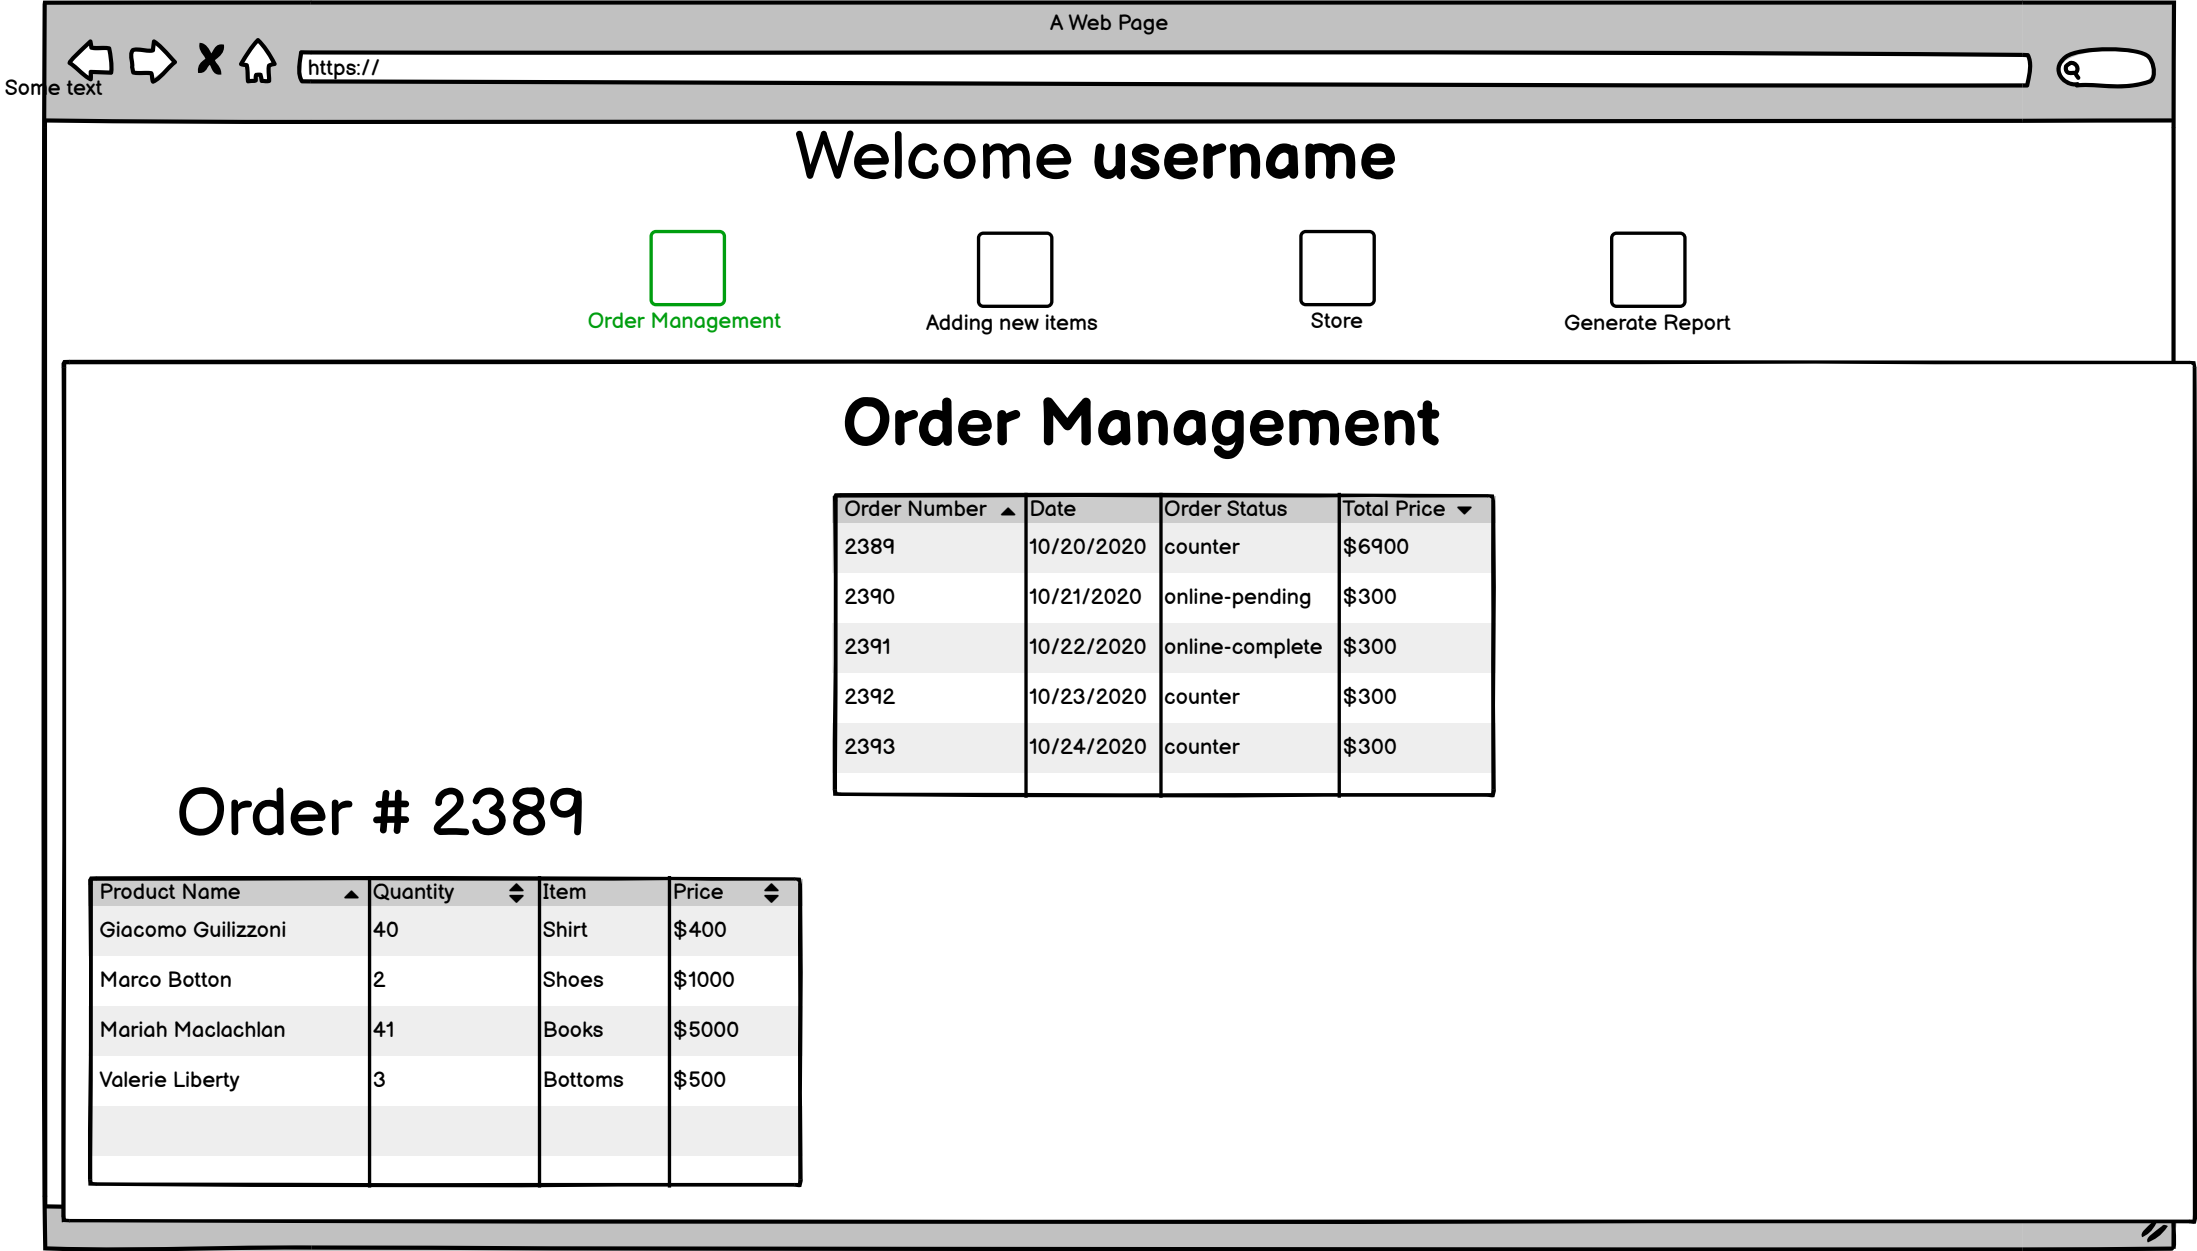 A Web Page
https://
Some text
Welcome username
Order Management
Adding new items
Store
Generate Report
Order Management
Order Number Date Order Status Total Price
2389 10/20/2020 counter $6900
2390 10/21/2020 online-pending $300
2391 10/22/2020 online-complete $300
2392 10/23/2020 counter $300
2393 10/24/2020 counter $300
Order # 2389
Product Name Quantity Item Price
Giacomo Guilizzoni 40 Shirt $400
Marco Botton 2 Shoes $1000
Mariah Maclachlan 41 Books $5000
Valerie Liberty 3 Bottoms $500